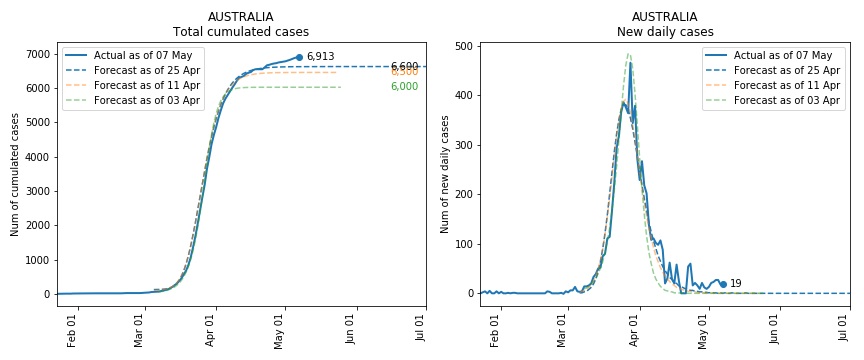 AUSTRALIA
Total cumulated cases
Num of cumulated cases
7000
6000
5000
4000
3000
2000
1000
0
Actual as of 07 May
Forecast as of 25 Apr
Forecast as of 11 Apr
Forecast as of 03 Apr
6,913
6,600
6,500
6,000
Feb 01
Mar 01
Apr 01
May 01
Jun 01
Jul 01
AUSTRALIA
New daily cases
Num of new daily cases
500
400
300
200
100
0
Actual as of 07 May
Forecast as of 25 Apr
Forecast as of 11 Apr
Forecast as of 03 Apr
19
Feb 01
Mar 01
Apr 01
May 01
Jun 01
Jul 01